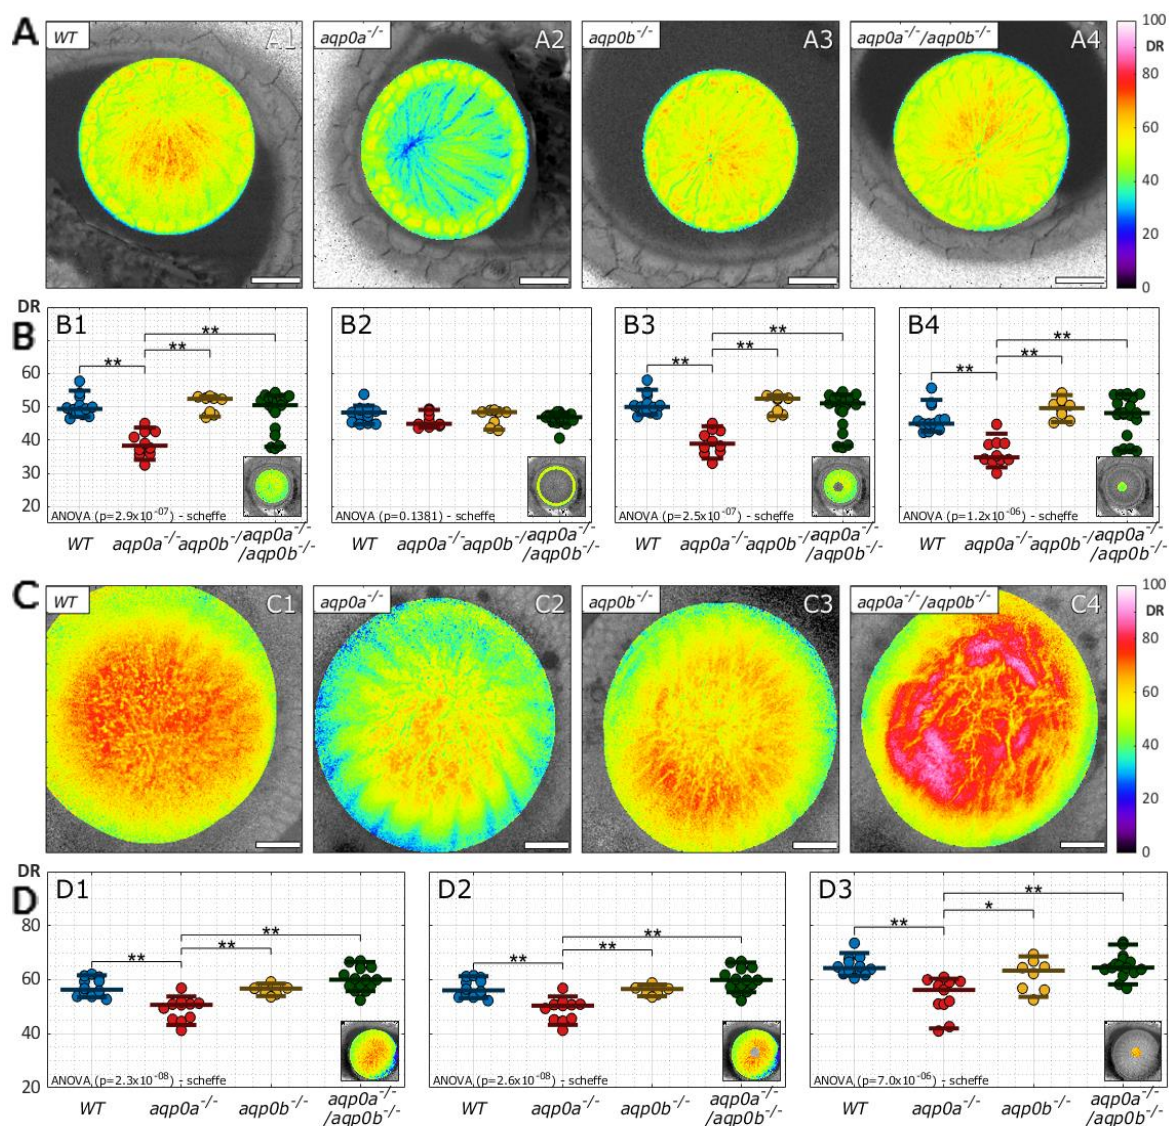 A
WT
A1
aqp0a⁻/⁻
A2
aqp0b⁻/⁻
A3
aqp0a⁻/⁻/aqp0b⁻/⁻
A4
100
DR
80
60
40
20
0
DR
B
60
50
40
30
20
B1
**
**
**
ANOVA (p=2.9x10⁻⁰⁷) - scheffe
WT aqp0a⁻/⁻ aqp0b⁻/⁻ aqp0a⁻/⁻
/aqp0b⁻/⁻
B2
ANOVA (p=0.1381) - scheffe
WT aqp0a⁻/⁻ aqp0b⁻/⁻ aqp0a⁻/⁻
/aqp0b⁻/⁻
B3
**
**
**
ANOVA (p=2.5x10⁻⁰⁷) - scheffe
WT aqp0a⁻/⁻ aqp0b⁻/⁻ aqp0a⁻/⁻
/aqp0b⁻/⁻
B4
**
**
**
ANOVA (p=1.2x10⁻⁰⁶) - scheffe
WT aqp0a⁻/⁻ aqp0b⁻/⁻ aqp0a⁻/⁻
/aqp0b⁻/⁻
C
WT
C1
aqp0a⁻/⁻
C2
aqp0b⁻/⁻
C3
aqp0a⁻/⁻/aqp0b⁻/⁻
C4
100
DR
80
60
40
20
0
DR
D
80
60
40
20
D1
**
**
**
ANOVA (p=2.3x10⁻⁰⁸) - scheffe
WT aqp0a⁻/⁻ aqp0b⁻/⁻ aqp0a⁻/⁻
/aqp0b⁻/⁻
D2
**
**
**
ANOVA (p=2.6x10⁻⁰⁸) - scheffe
WT aqp0a⁻/⁻ aqp0b⁻/⁻ aqp0a⁻/⁻
/aqp0b⁻/⁻
D3
**
*
**
ANOVA (p=7.0x10⁻⁰⁶) - scheffe
WT aqp0a⁻/⁻ aqp0b⁻/⁻ aqp0a⁻/⁻
/aqp0b⁻/⁻